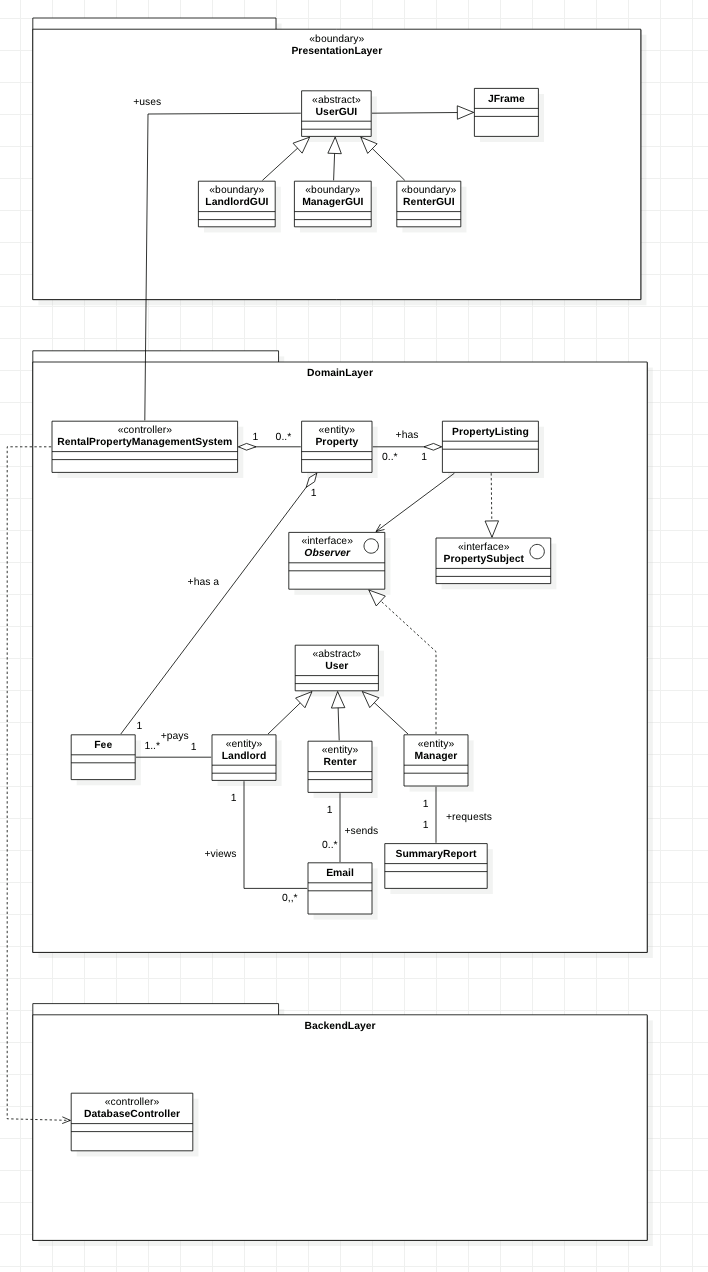 «boundary»
PresentationLayer
+uses
«abstract»
UserGUI
JFrame
«boundary»
LandlordGUI
«boundary»
ManagerGUI
«boundary»
RenterGUI
DomainLayer
«controller»
RentalPropertyManagementSystem
1
0..*
«entity»
Property
+has
0..*
1
PropertyListing
1
«interface»
Observer
«interface»
PropertySubject
+has a
«abstract»
User
1
+pays
1..*
1
Fee
«entity»
Landlord
«entity»
Renter
«entity»
Manager
1
1
1
+sends
0..*
1
+requests
+views
SummaryReport
Email
0,,*
BackendLayer
«controller»
DatabaseController